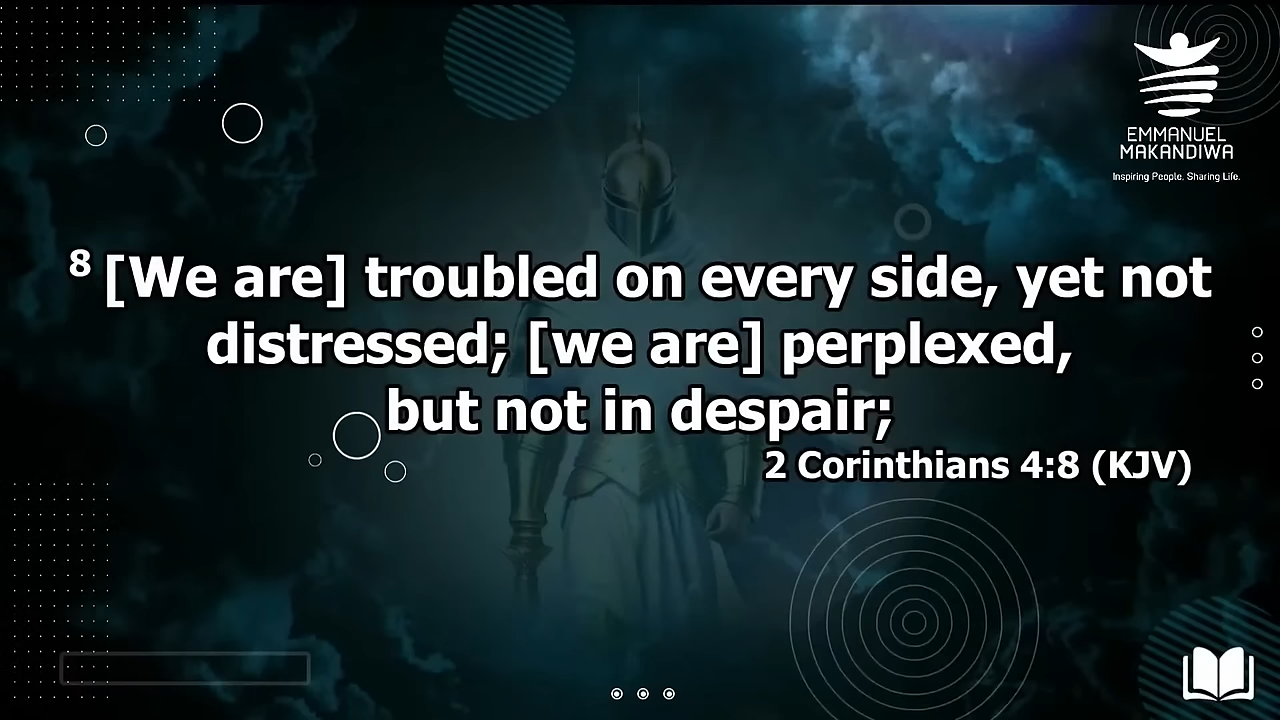 EMMANUEL
MAKANDIWA
Inspiring People. Sharing Life.
8 [We are] troubled on every side, yet not
distressed; [we are] perplexed,
but not in despair;
2 Corinthians 4:8 (KJV)